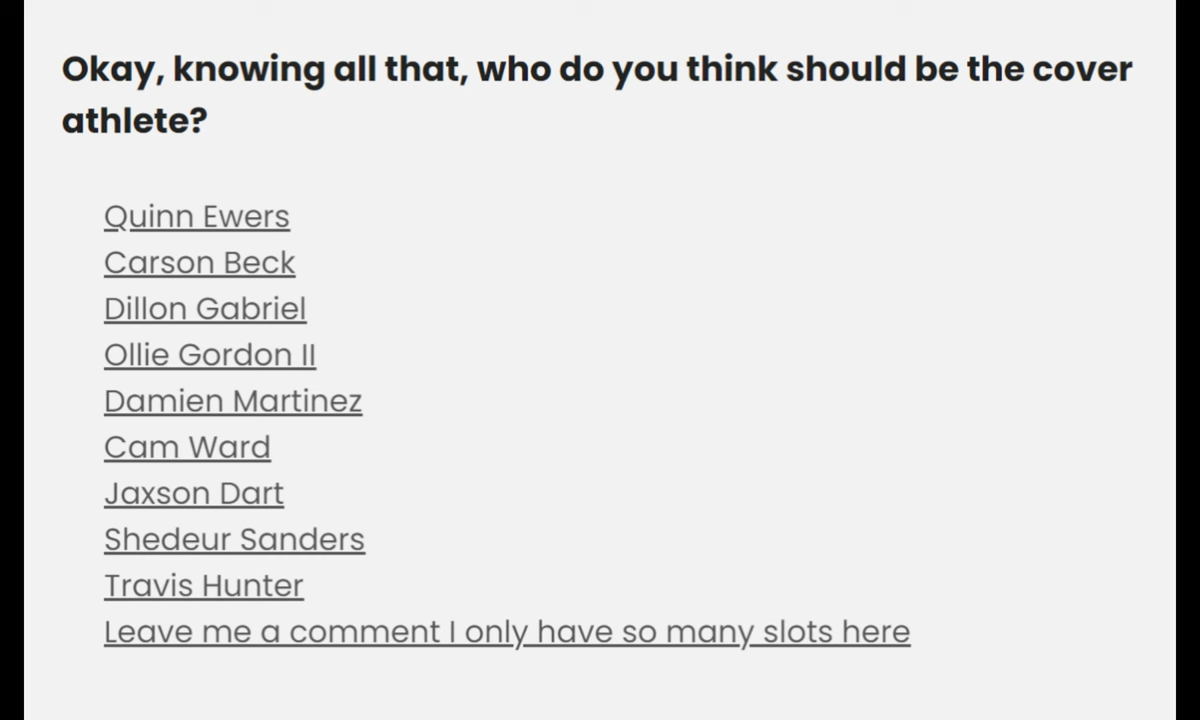 Okay, knowing all that, who do you think should be the cover
athlete?
Quinn Ewers
Carson Beck
Dillon Gabriel
Ollie Gordon II
Damien Martinez
Cam Ward
Jaxson Dart
Shedeur Sanders
Travis Hunter
Leave me a comment I only have so many slots here